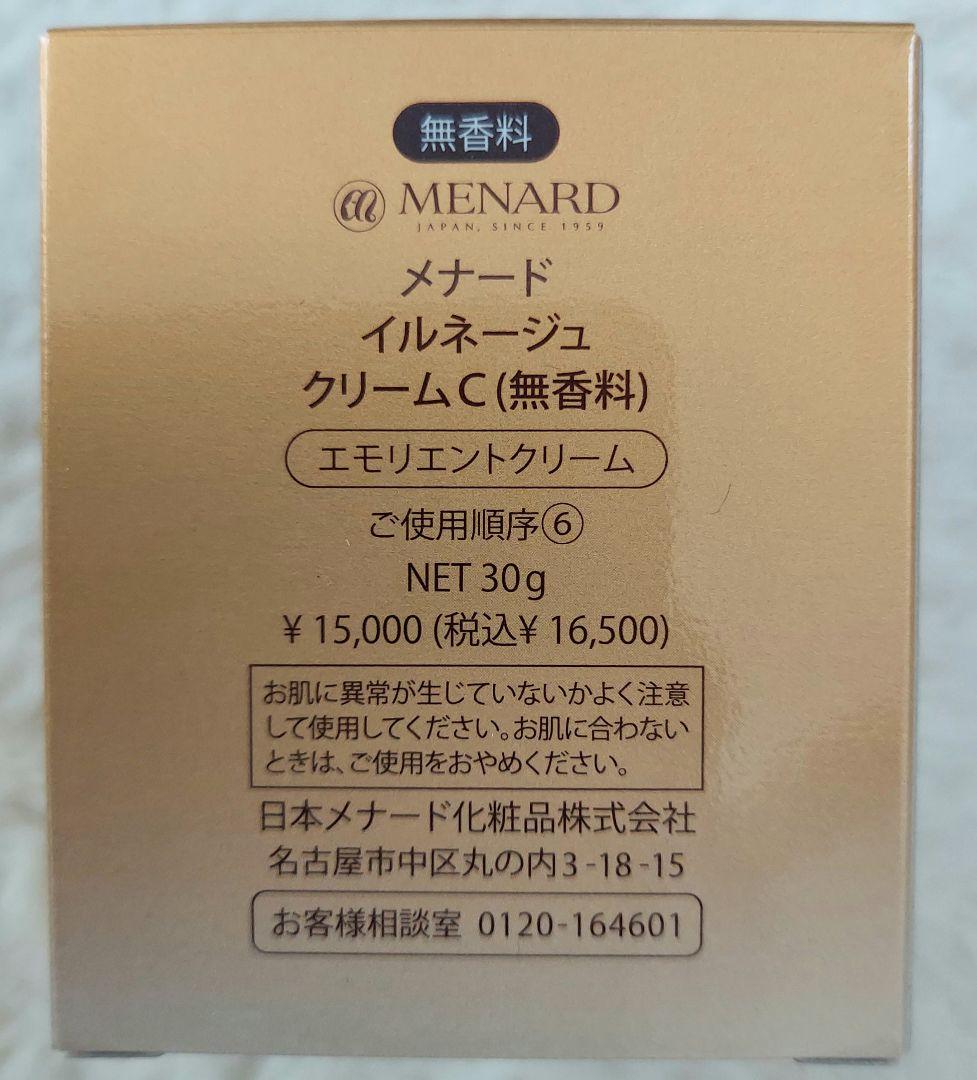 無香料
MENARD
JAPAN, SINCE 1959
メナード
イルネージュ
クリームC(無香料)
エモリエントクリーム
ご使用順序⑥
NET 30g
¥15,000(税込¥16,500)
お肌に異常が生じていないかよく注意
して使用してください。お肌に合わない
ときは、ご使用をおやめください。
日本メナード化粧品株式会社
名古屋市中区丸の内3-18-15
お客様相談室 0120-164601